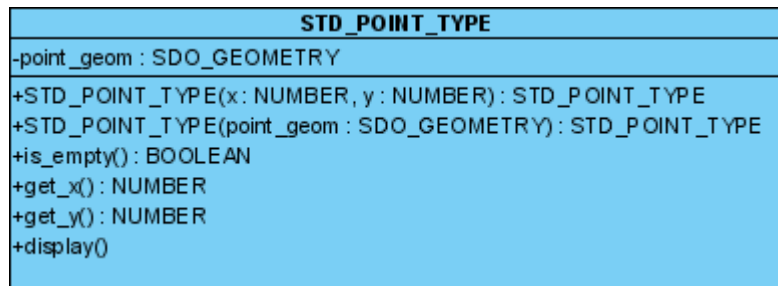 STD_POINT_TYPE
-point_geom : SDO_GEOMETRY
+STD_POINT_TYPE(x : NUMBER, y : NUMBER) : STD_POINT_TYPE
+STD_POINT_TYPE(point_geom : SDO_GEOMETRY) : STD_POINT_TYPE
+is_empty() : BOOLEAN
+get_x() : NUMBER
+get_y() : NUMBER
+display()